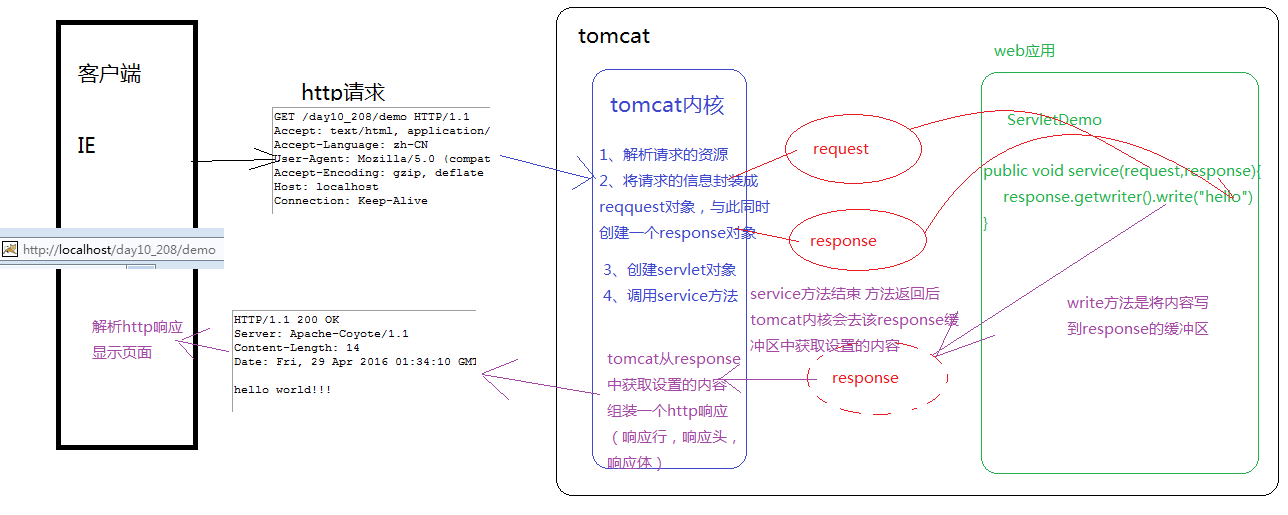 客户端
IE
http://localhost/day10_208/demo
解析http响应
显示页面
http请求
GET /day10_208/demo HTTP/1.1
Accept: text/html, application/
Accept-Language: zh-CN
User-Agent: Mozilla/5.0 (compat
Accept-Encoding: gzip, deflate
Host: localhost
Connection: Keep-Alive
HTTP/1.1 200 OK
Server: Apache-Coyote/1.1
Content-Length: 14
Date: Fri, 29 Apr 2016 01:34:10 GMT
hello world!!!
tomcat
tomcat内核
1、解析请求的资源
2、将请求的信息封装成
reqquest对象，与此同时
创建一个response对象
3、创建servlet对象
4、调用service方法
tomcat从response
中获取设置的内容
组装一个http响应
（响应行，响应头，
响应体）
request
response
service方法结束 方法返回后
tomcat内核会去该response缓
冲区中获取设置的内容
response
web应用
ServletDemo
public void service(request,response){
response.getwriter().write("hello")
}
write方法是将内容写
到response的缓冲区